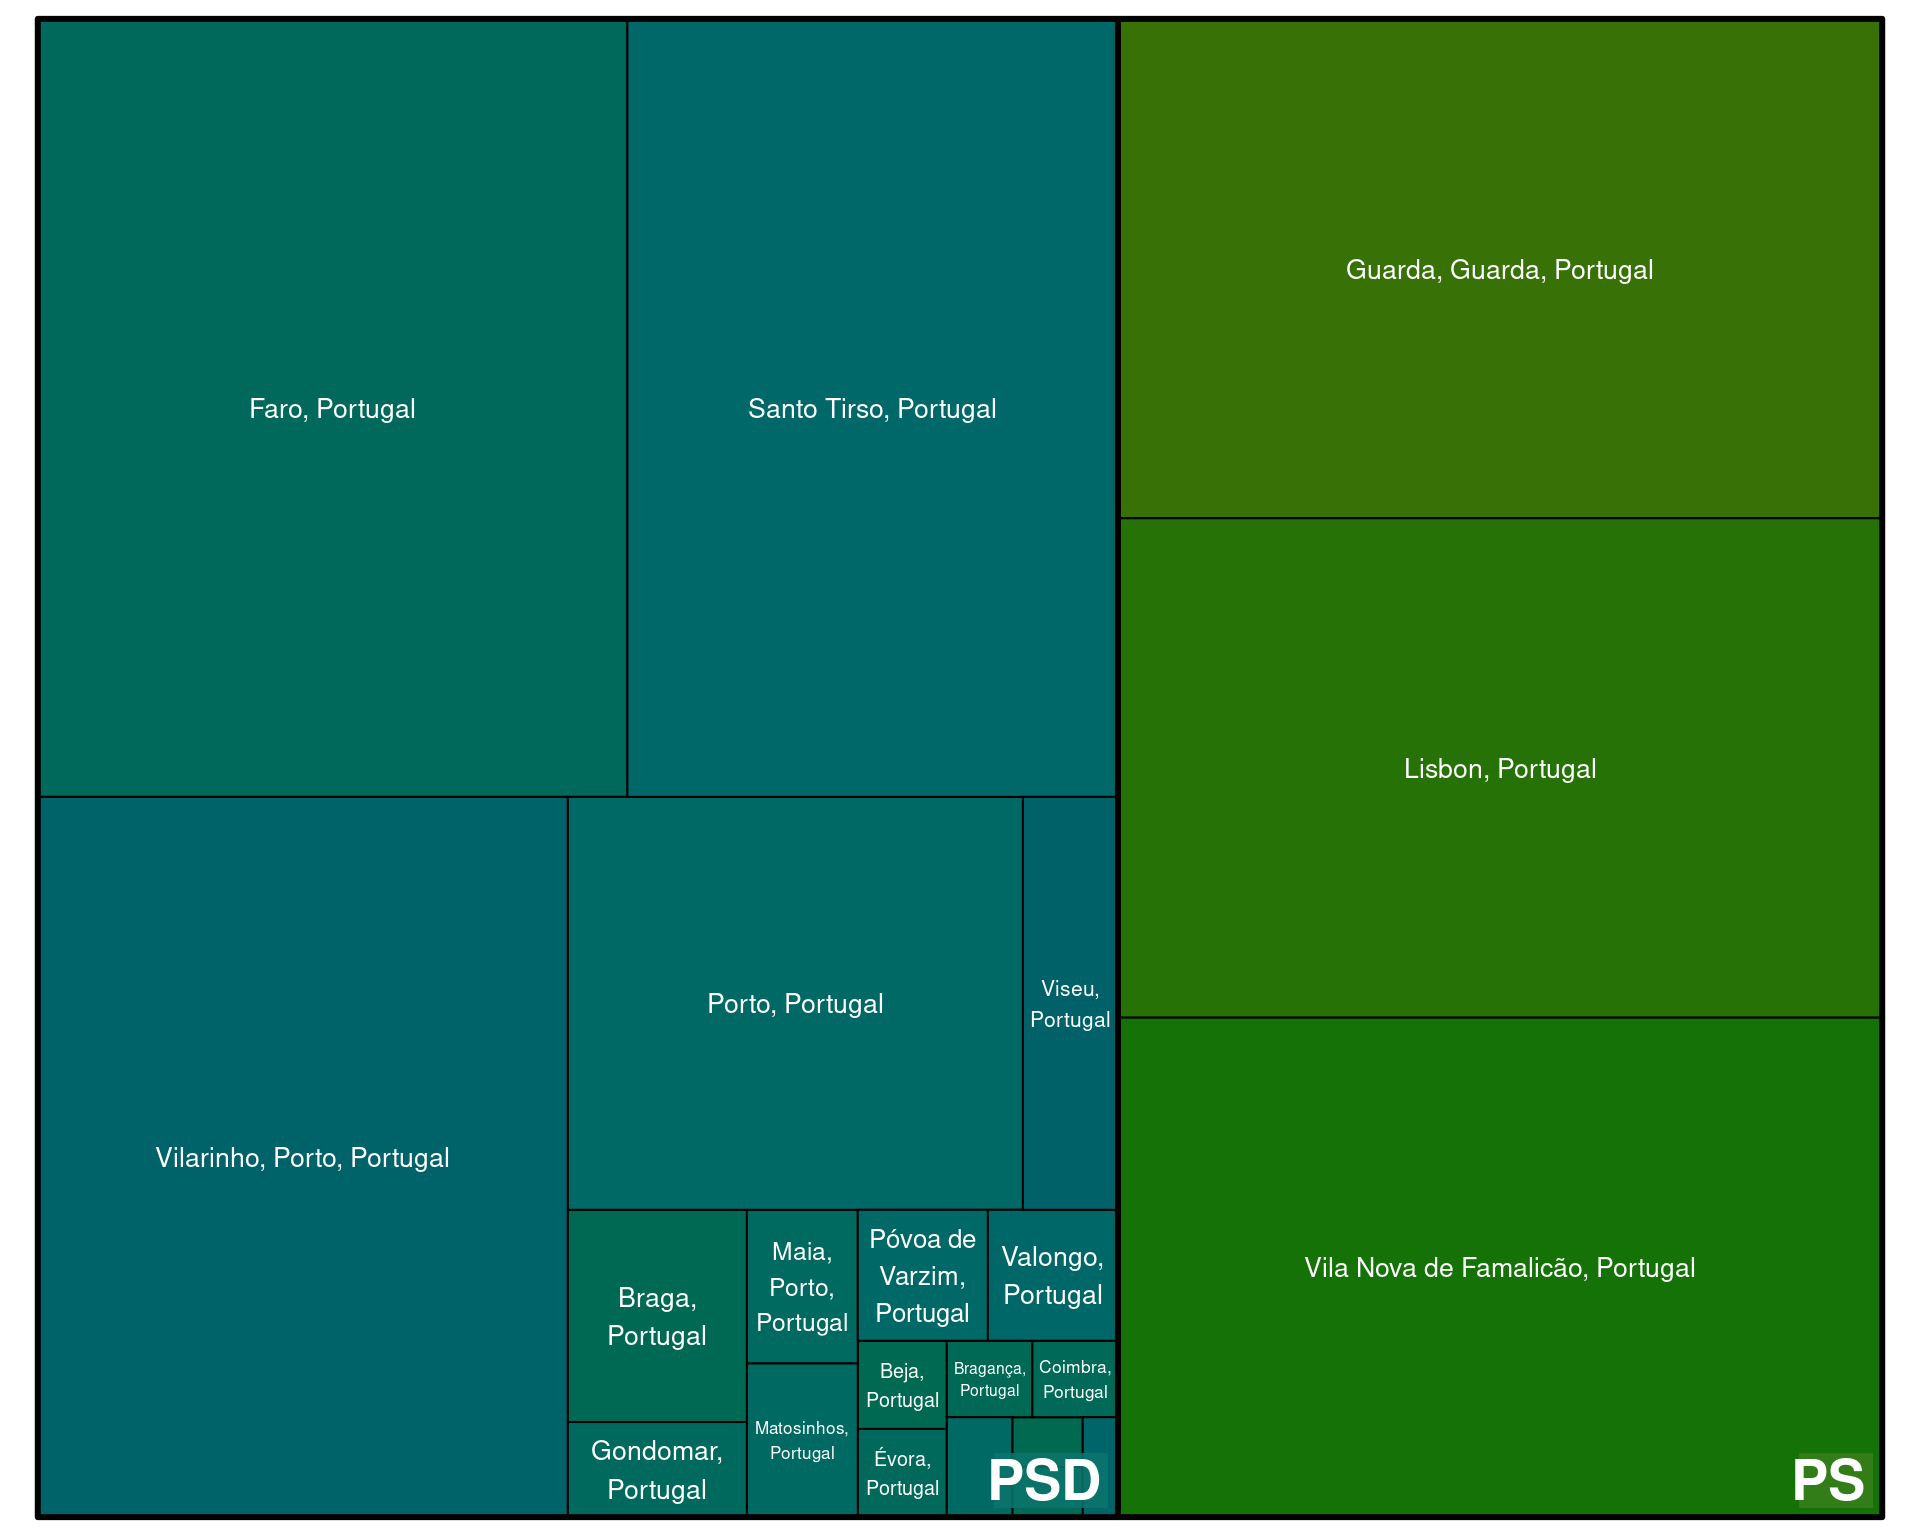 Faro, Portugal
Santo Tirso, Portugal
Vilarinho, Porto, Portugal
Porto, Portugal
Viseu,
Portugal
Braga,
Portugal
Gondomar,
Portugal
Maia,
Porto,
Portugal
Matosinhos,
Portugal
Póvoa de
Varzim,
Portugal
Valongo,
Portugal
Beja,
Portugal
Évora,
Portugal
Bragança,
Portugal
Coimbra,
Portugal
PSD
Guarda, Guarda, Portugal
Lisbon, Portugal
Vila Nova de Famalicão, Portugal
PS